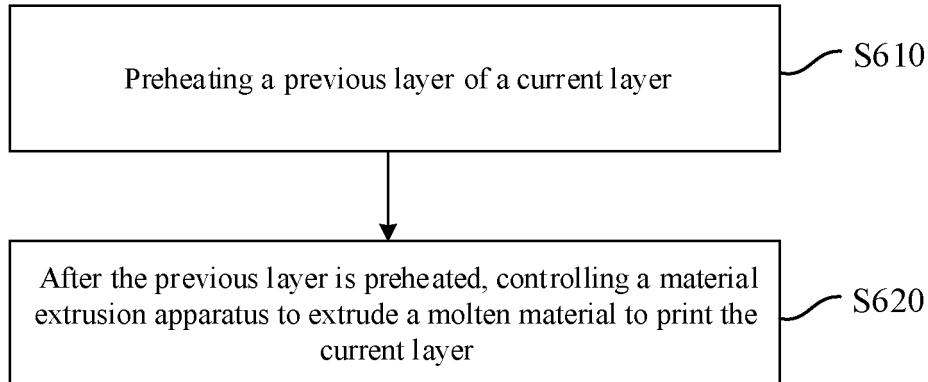 Preheating a previous layer of a current layer
S610
After the previous layer is preheated, controlling a material
extrusion apparatus to extrude a molten material to print the
current layer
S620